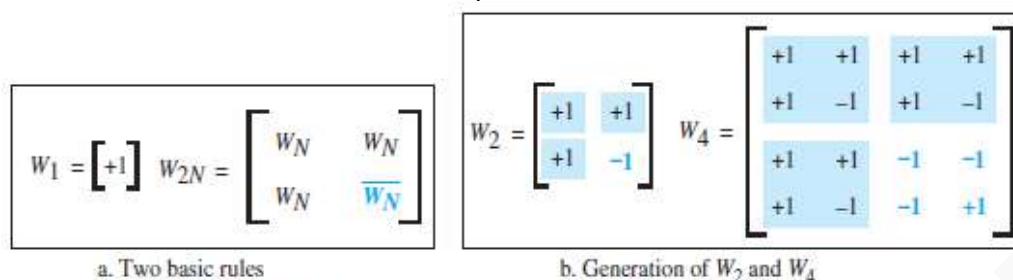 W1 = [+1] W2N = [WN WN
WN W̅N̅]
a. Two basic rules
W2 = [+1 +1
+1 −1]
W4 = [+1 +1 +1 +1
+1 −1 +1 −1
+1 +1 −1 −1
+1 −1 −1 +1]
b. Generation of W2 and W4